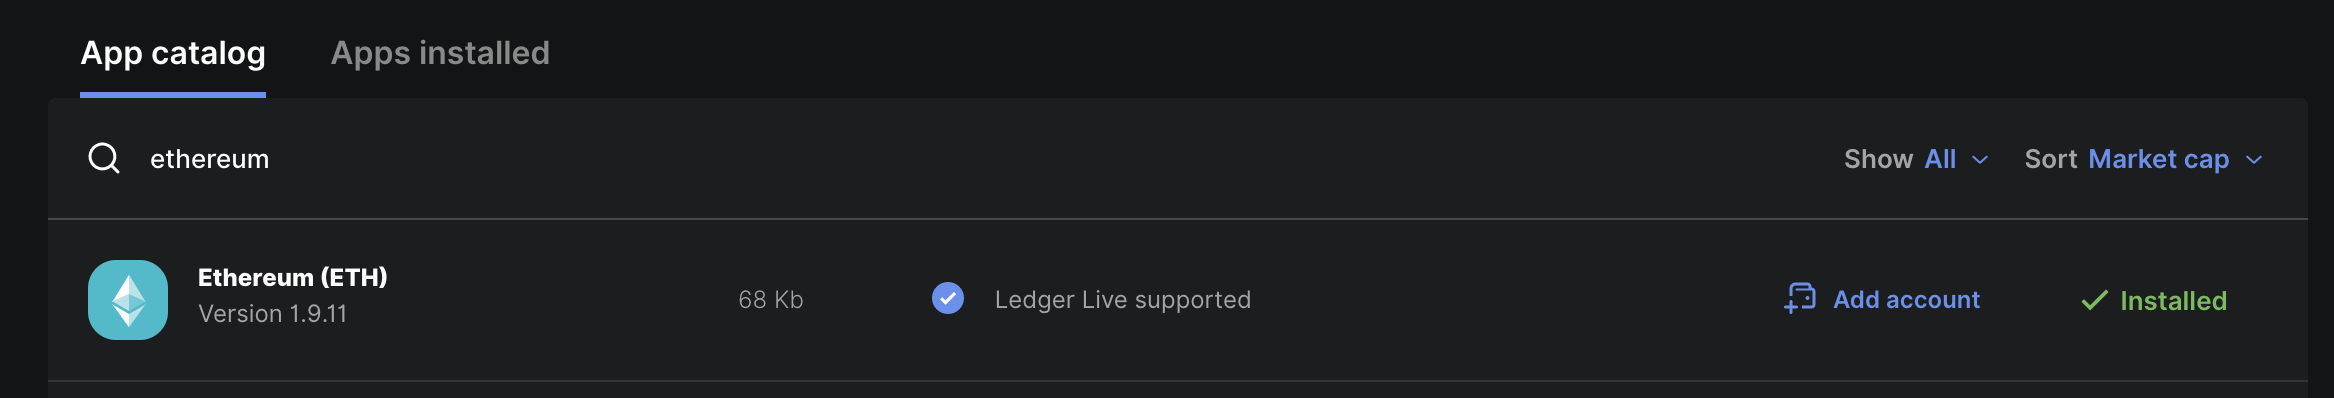 App catalog Apps installed
ethereum Show All Sort Market cap
Ethereum (ETH)
Version 1.9.11
68 Kb Ledger Live supported Add account Installed